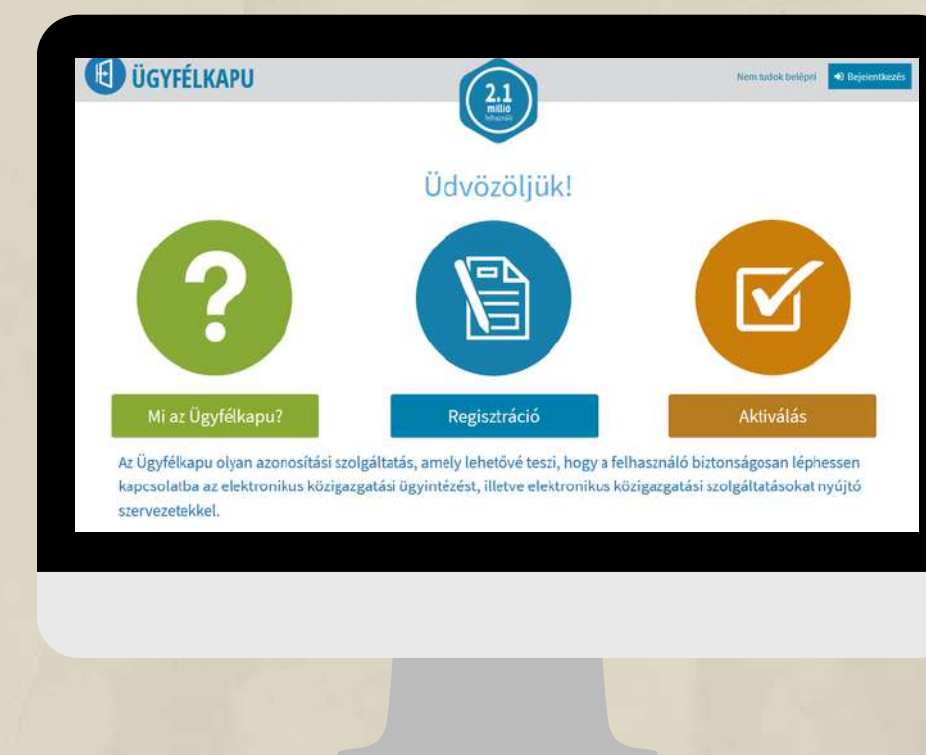 ÜGYFÉLKAPU
2.1
millió
felhasználó
Nem tudok belépni
Bejelentkezés
Üdvözöljük!
Mi az Ügyfélkapu?
Regisztráció
Aktiválás
Az Ügyfélkapu olyan azonosítási szolgáltatás, amely lehetővé teszi, hogy a felhasználó biztonságosan léphessen
kapcsolatba az elektronikus közigazgatási ügyintézést, illetve elektronikus közigazgatási szolgáltatásokat nyújtó
szervezetekkel.